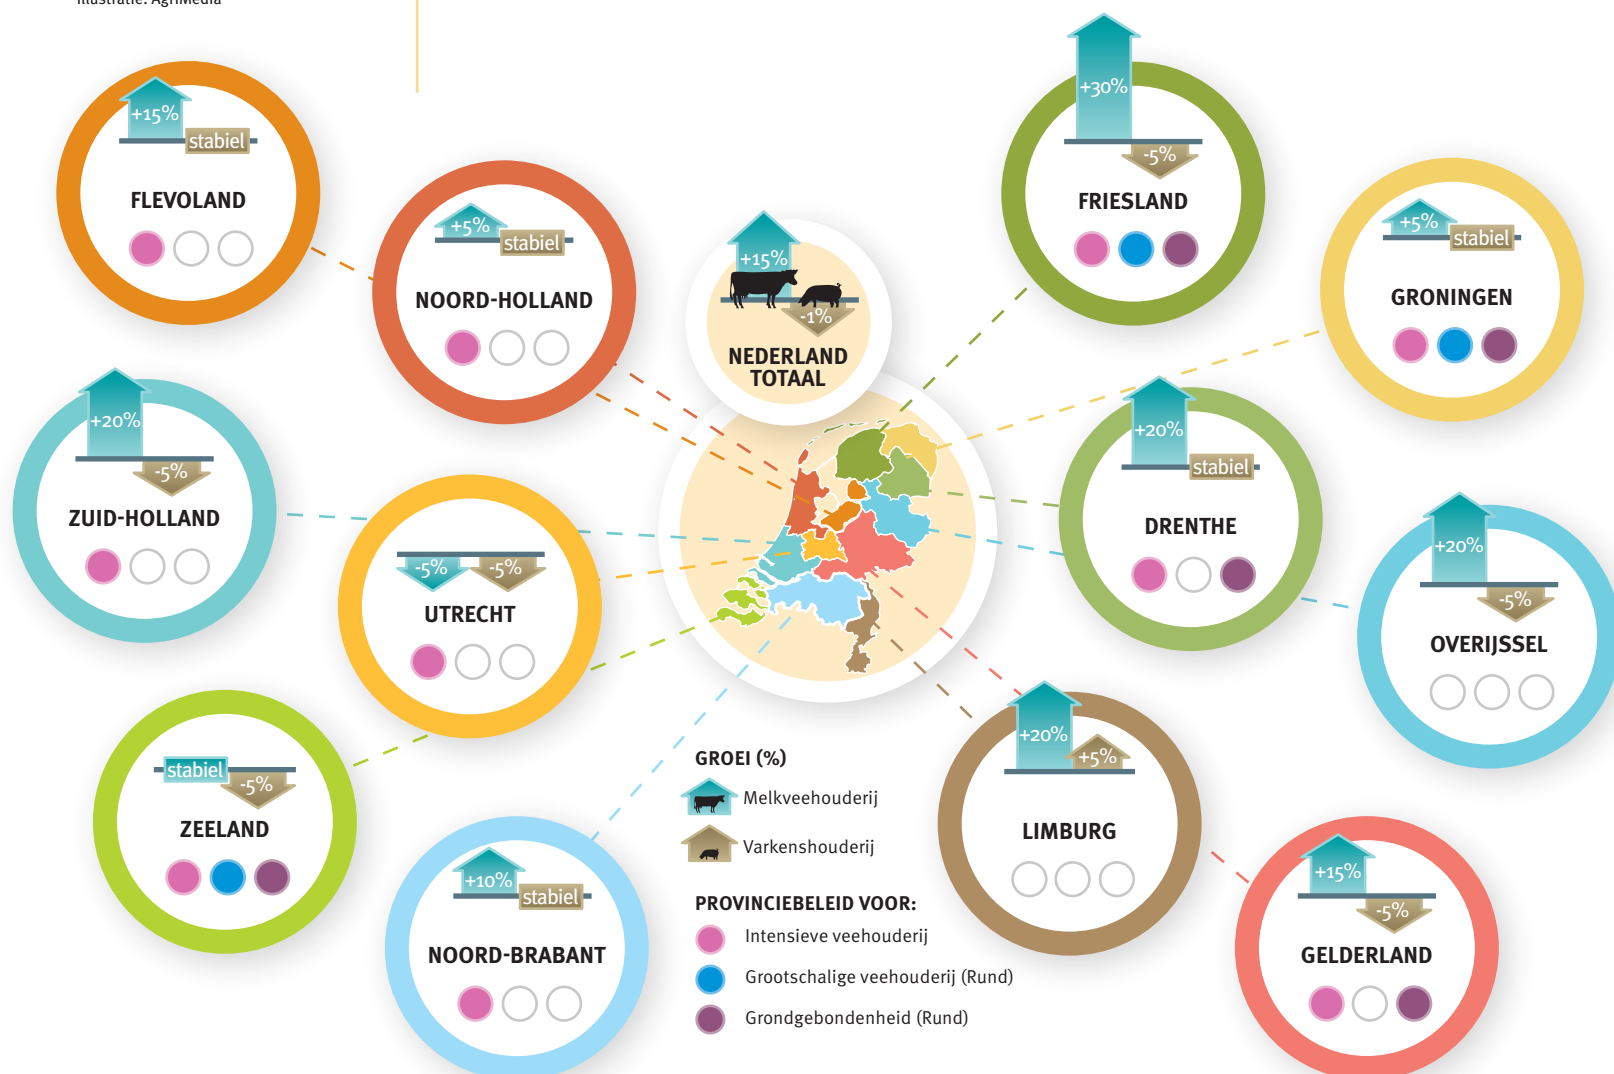 Illustratie: AgriMedia
+15%
stabiel
FLEVOLAND
+5%
stabiel
NOORD-HOLLAND
+15%
-1%
NEDERLAND
TOTAAL
+30%
-5%
FRIESLAND
+5%
stabiel
GRONINGEN
+20%
-5%
ZUID-HOLLAND
-5%
-5%
UTRECHT
+20%
stabiel
DRENTHE
+20%
-5%
OVERIJSSEL
stabiel
-5%
ZEELAND
+10%
stabiel
NOORD-BRABANT
GROEI (%)
Melkveehouderij
Varkenshouderij
PROVINCIEBELEID VOOR:
Intensieve veehouderij
Grootschalige veehouderij (Rund)
Grondgebondenheid (Rund)
+20%
+5%
LIMBURG
+15%
-5%
GELDERLAND